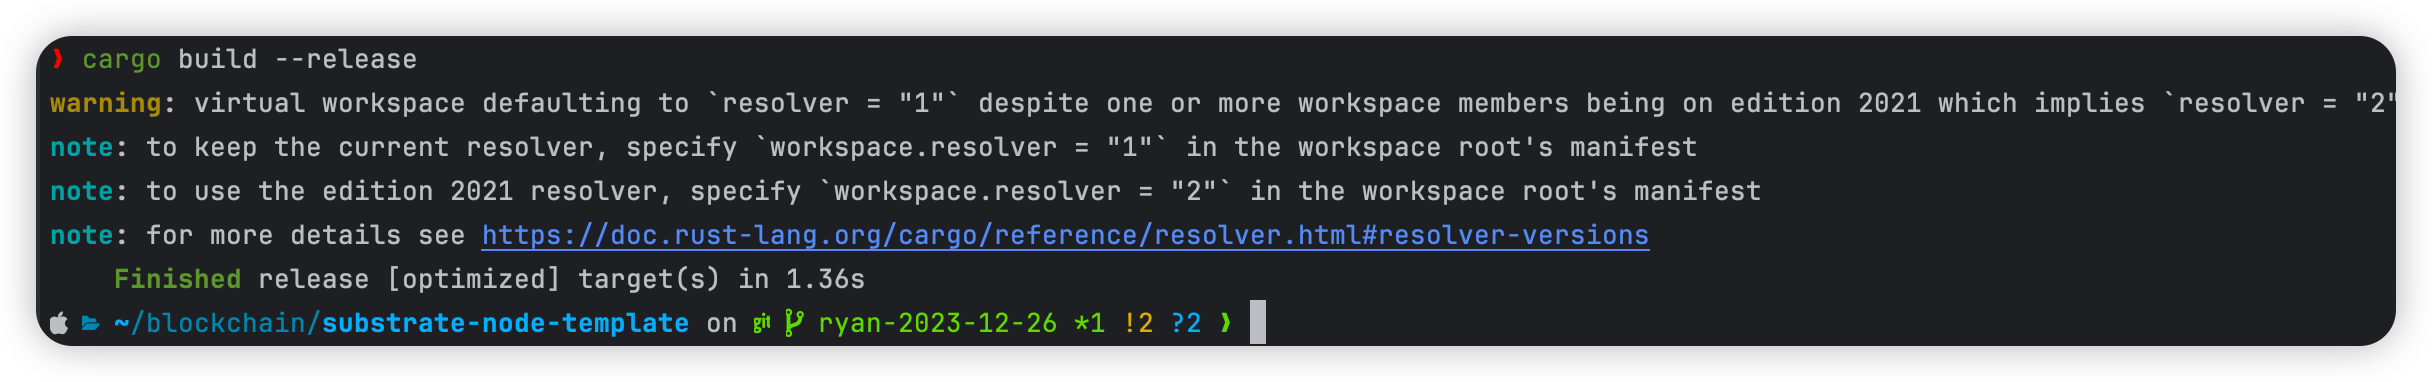 ❯ cargo build --release
warning: virtual workspace defaulting to `resolver = "1"` despite one or more workspace members being on edition 2021 which implies `resolver = "2"
note: to keep the current resolver, specify `workspace.resolver = "1"` in the workspace root's manifest
note: to use the edition 2021 resolver, specify `workspace.resolver = "2"` in the workspace root's manifest
note: for more details see https://doc.rust-lang.org/cargo/reference/resolver.html#resolver-versions
Finished release [optimized] target(s) in 1.36s
~/blockchain/substrate-node-template on git ryan-2023-12-26 *1 !2 ?2 ❯